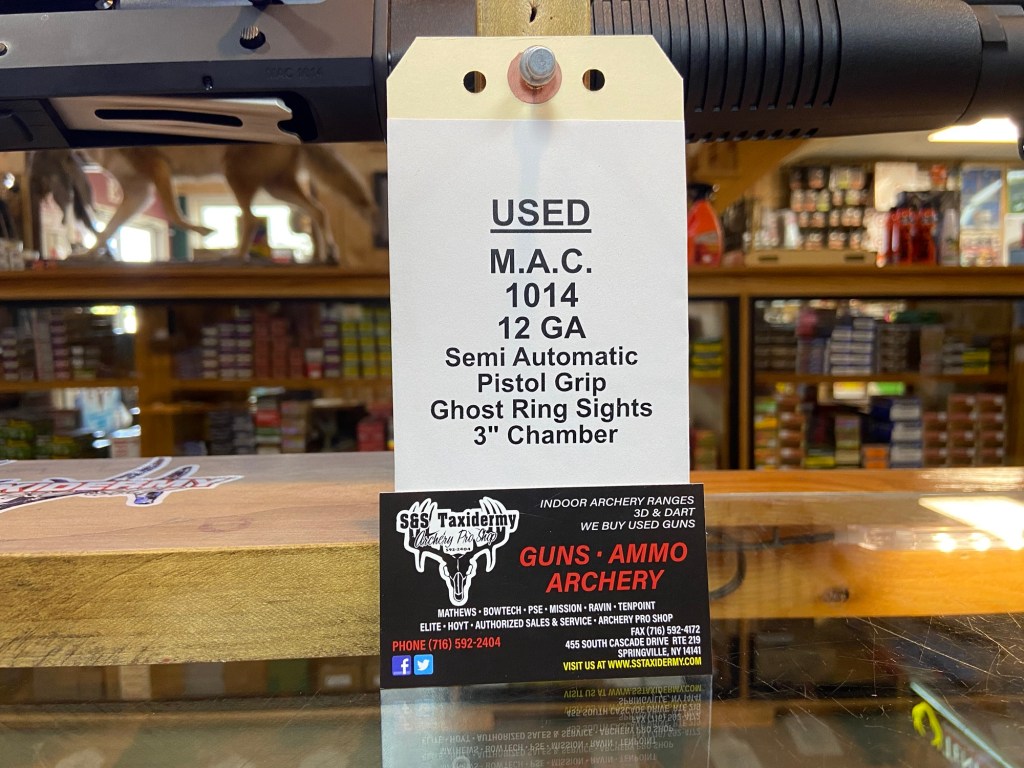 USED
M.A.C.
1014
12 GA
Semi Automatic
Pistol Grip
Ghost Ring Sights
3" Chamber
S&S Taxidermy
Archery Pro Shop
592-2404
INDOOR ARCHERY RANGES
3D & DART
WE BUY USED GUNS
GUNS · AMMO
ARCHERY
MATHEWS · BOWTECH · PSE · MISSION · RAVIN · TENPOINT
ELITE · HOYT · AUTHORIZED SALES & SERVICE · ARCHERY PRO SHOP
PHONE (716) 592-2404
FAX (716) 592-4172
455 SOUTH CASCADE DRIVE RTE 219
SPRINGVILLE, NY 14141
VISIT US AT WWW.SSTAXIDERMY.COM